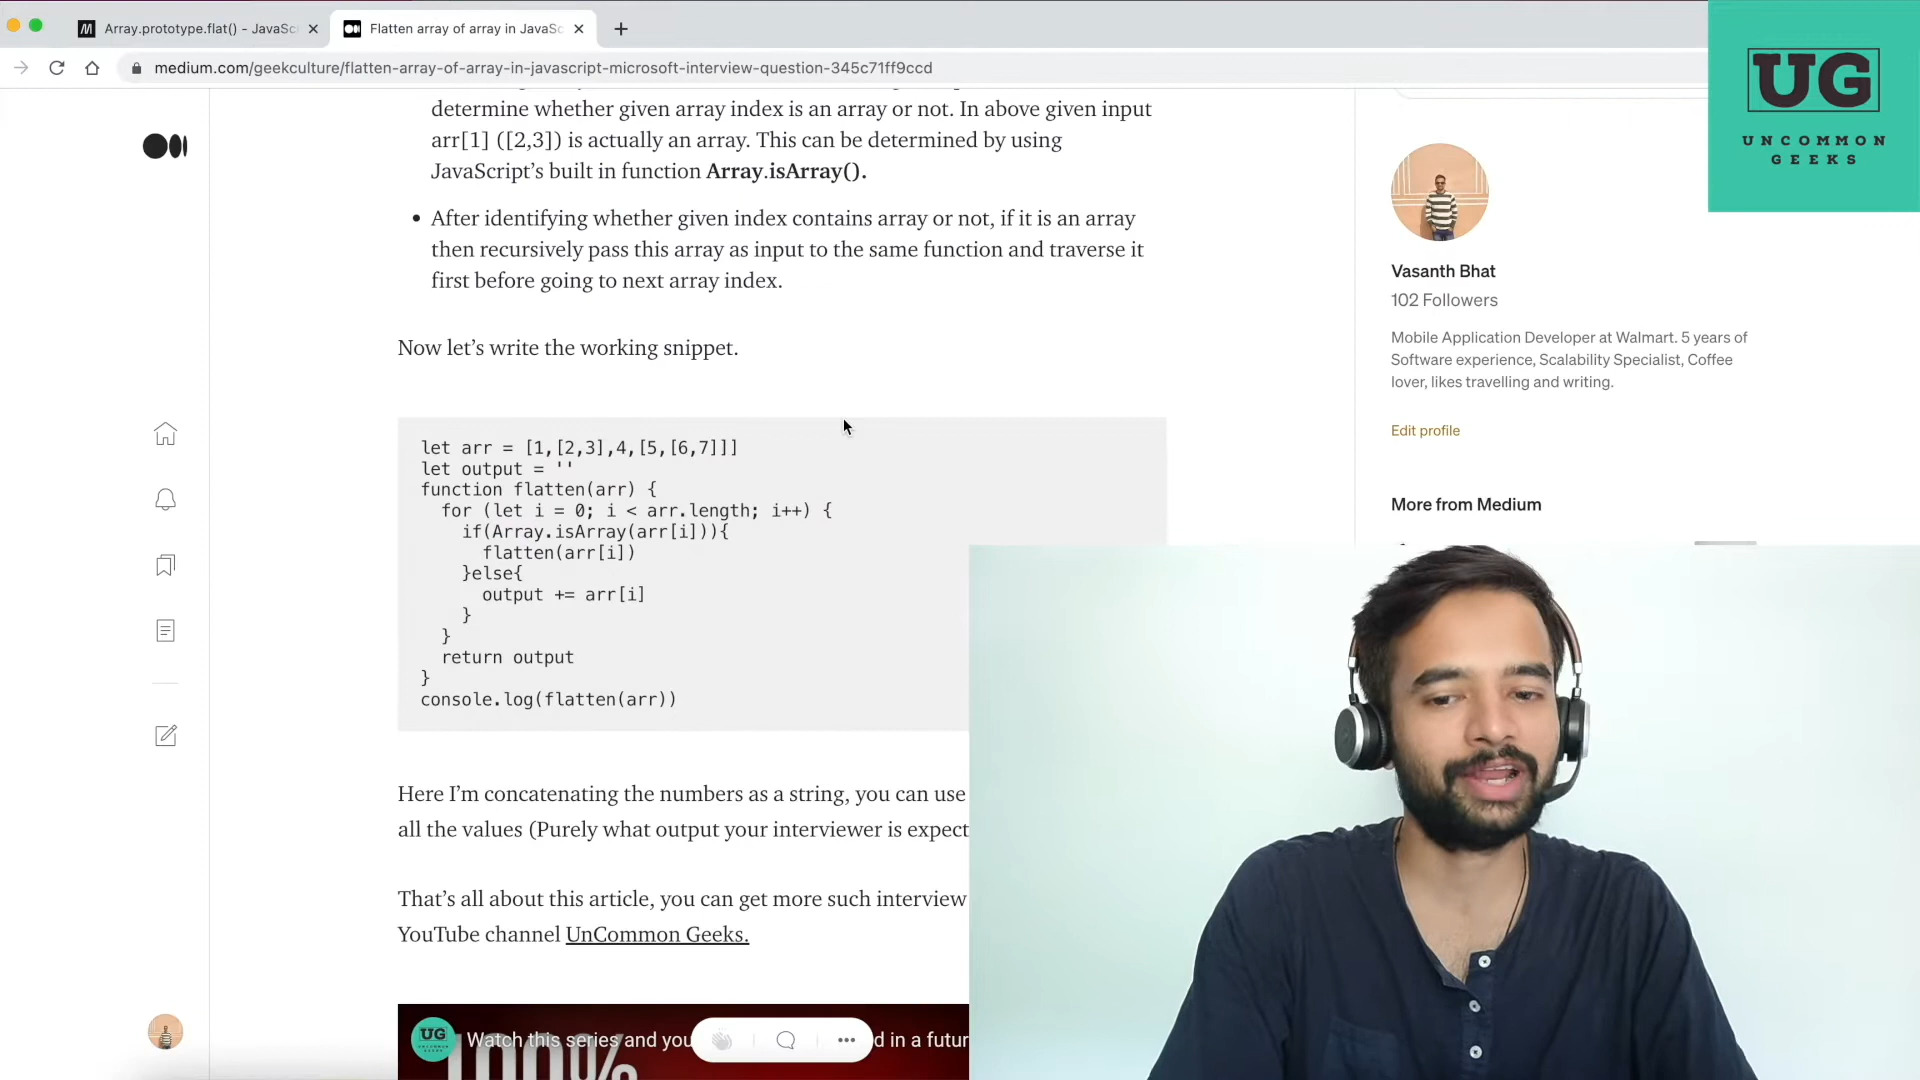 Array.prototype.flat() - JavaSc
Flatten array of array in JavaSc
medium.com/geekculture/flatten-array-of-array-in-javascript-microsoft-interview-question-345c71ff9ccd
UG
UNCOMMON
GEEKS
determine whether given array index is an array or not. In above given input
arr[1] ([2,3]) is actually an array. This can be determined by using
JavaScript’s built in function Array.isArray().
• After identifying whether given index contains array or not, if it is an array
then recursively pass this array as input to the same function and traverse it
first before going to next array index.
Now let’s write the working snippet.
let arr = [1,[2,3],4,[5,[6,7]]]
let output = ''
function flatten(arr) {
for (let i = 0; i < arr.length; i++) {
if(Array.isArray(arr[i])){
flatten(arr[i])
}else{
output += arr[i]
}
}
return output
}
console.log(flatten(arr))
Here I’m concatenating the numbers as a string, you can use
all the values (Purely what output your interviewer is expect
That’s all about this article, you can get more such interview
YouTube channel UnCommon Geeks.
UG
Watch this series and you
d in a futur
100%
Vasanth Bhat
102 Followers
Mobile Application Developer at Walmart. 5 years of
Software experience, Scalability Specialist, Coffee
lover, likes travelling and writing.
Edit profile
More from Medium